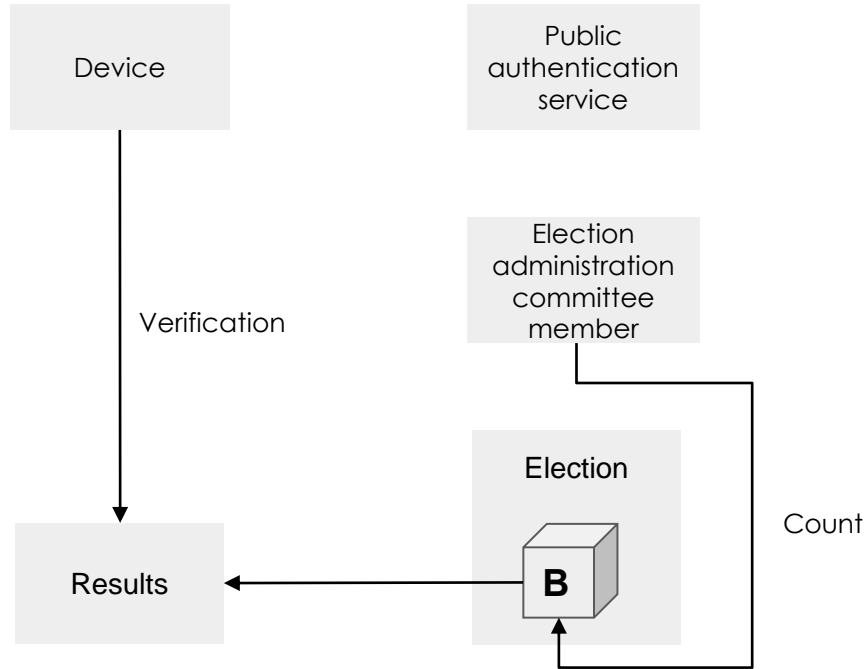 Device
Public
authentication
service
Election
administration
committee
member
Verification
Election
Count
B
Results